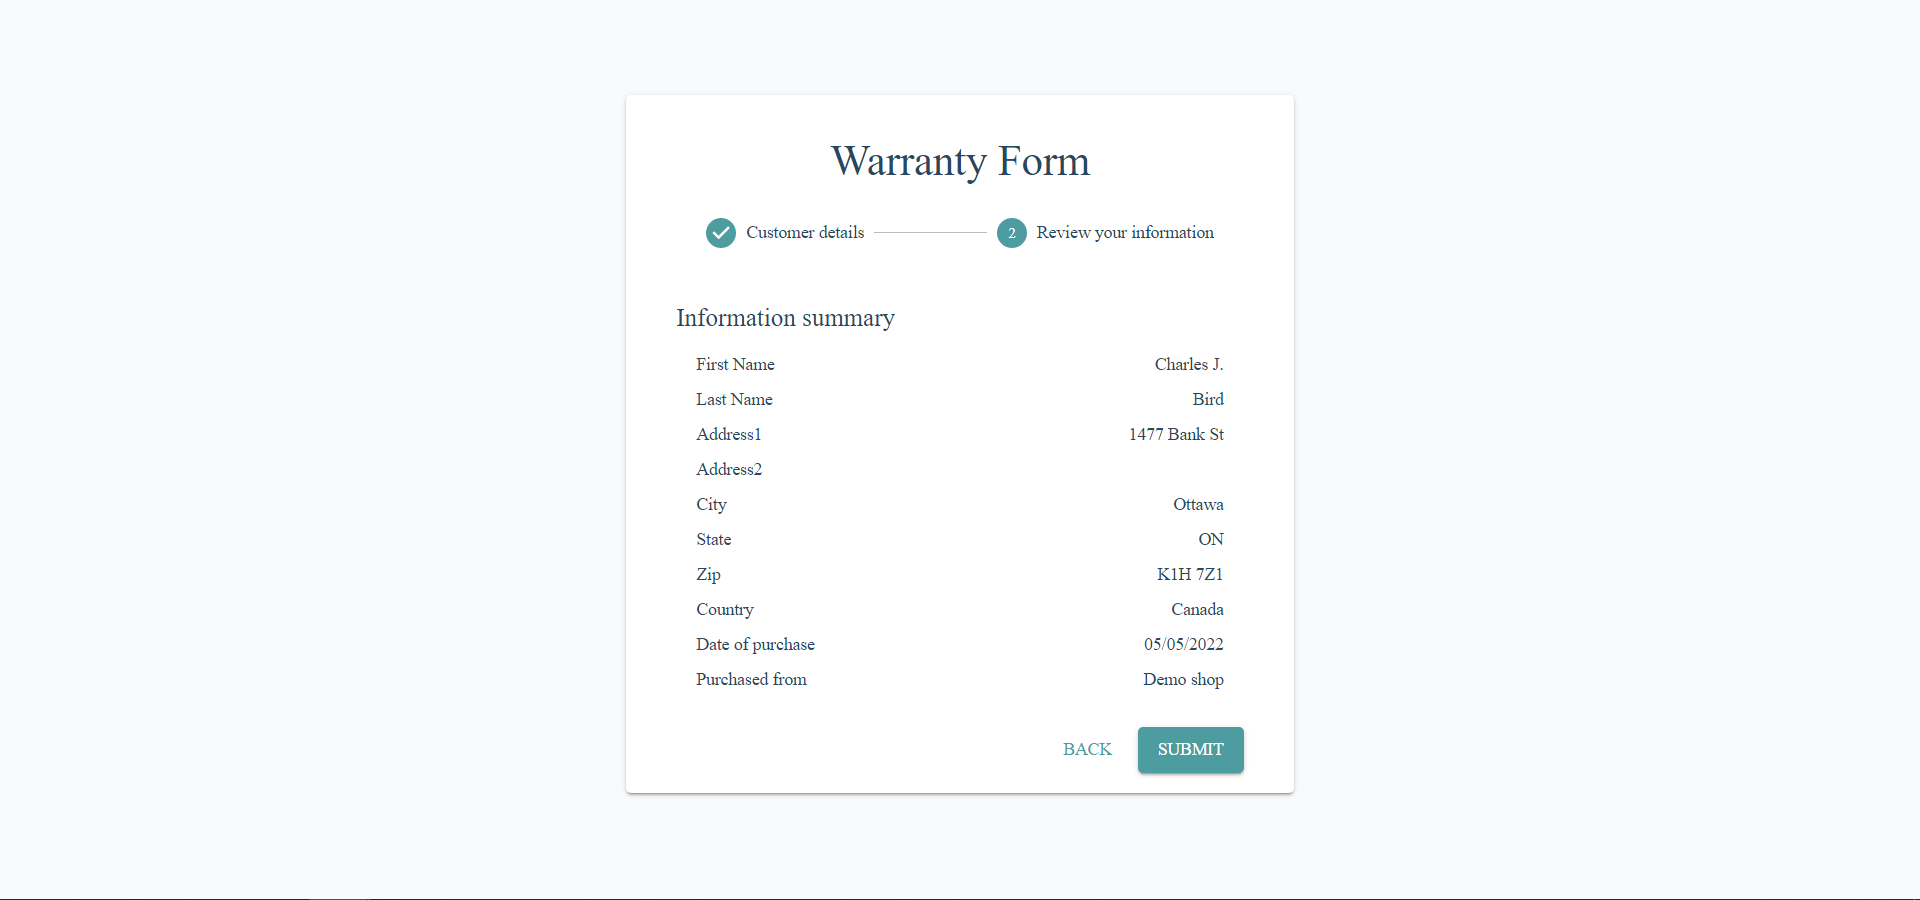 Warranty Form
Customer details 2 Review your information
Information summary
First Name Charles J.
Last Name Bird
Address1 1477 Bank St
Address2
City Ottawa
State ON
Zip K1H 7Z1
Country Canada
Date of purchase 05/05/2022
Purchased from Demo shop
BACK SUBMIT